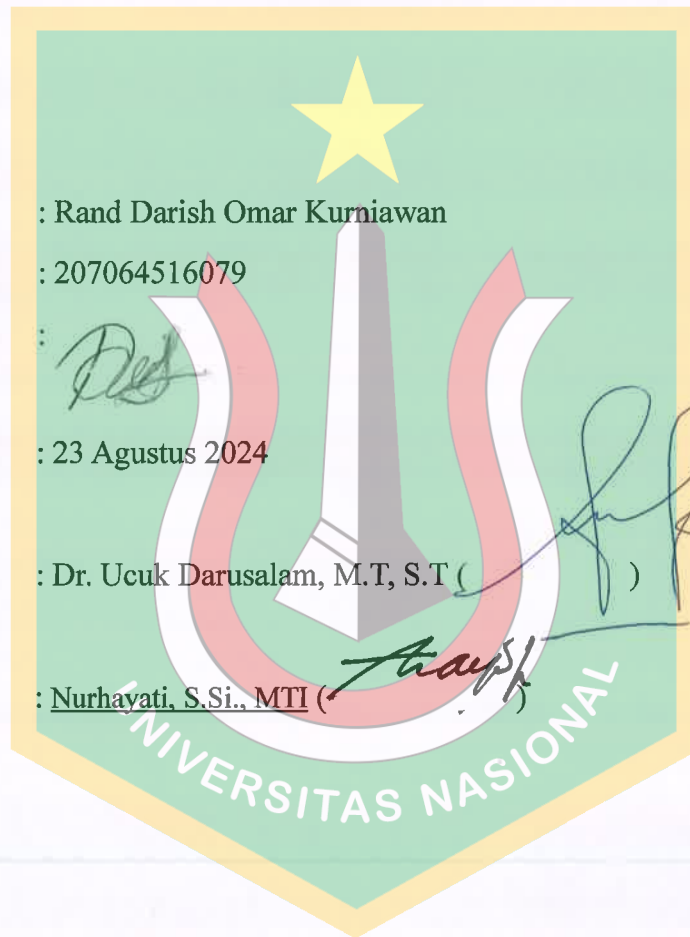 : Rand Darish Omar Kurniawan
: 207064516079
:
: 23 Agustus 2024
: Dr. Ucuk Darusalam, M.T, S.T ( )
: Nurhayati, S.Si., MTI ( )
UNIVERSITAS NASIONAL